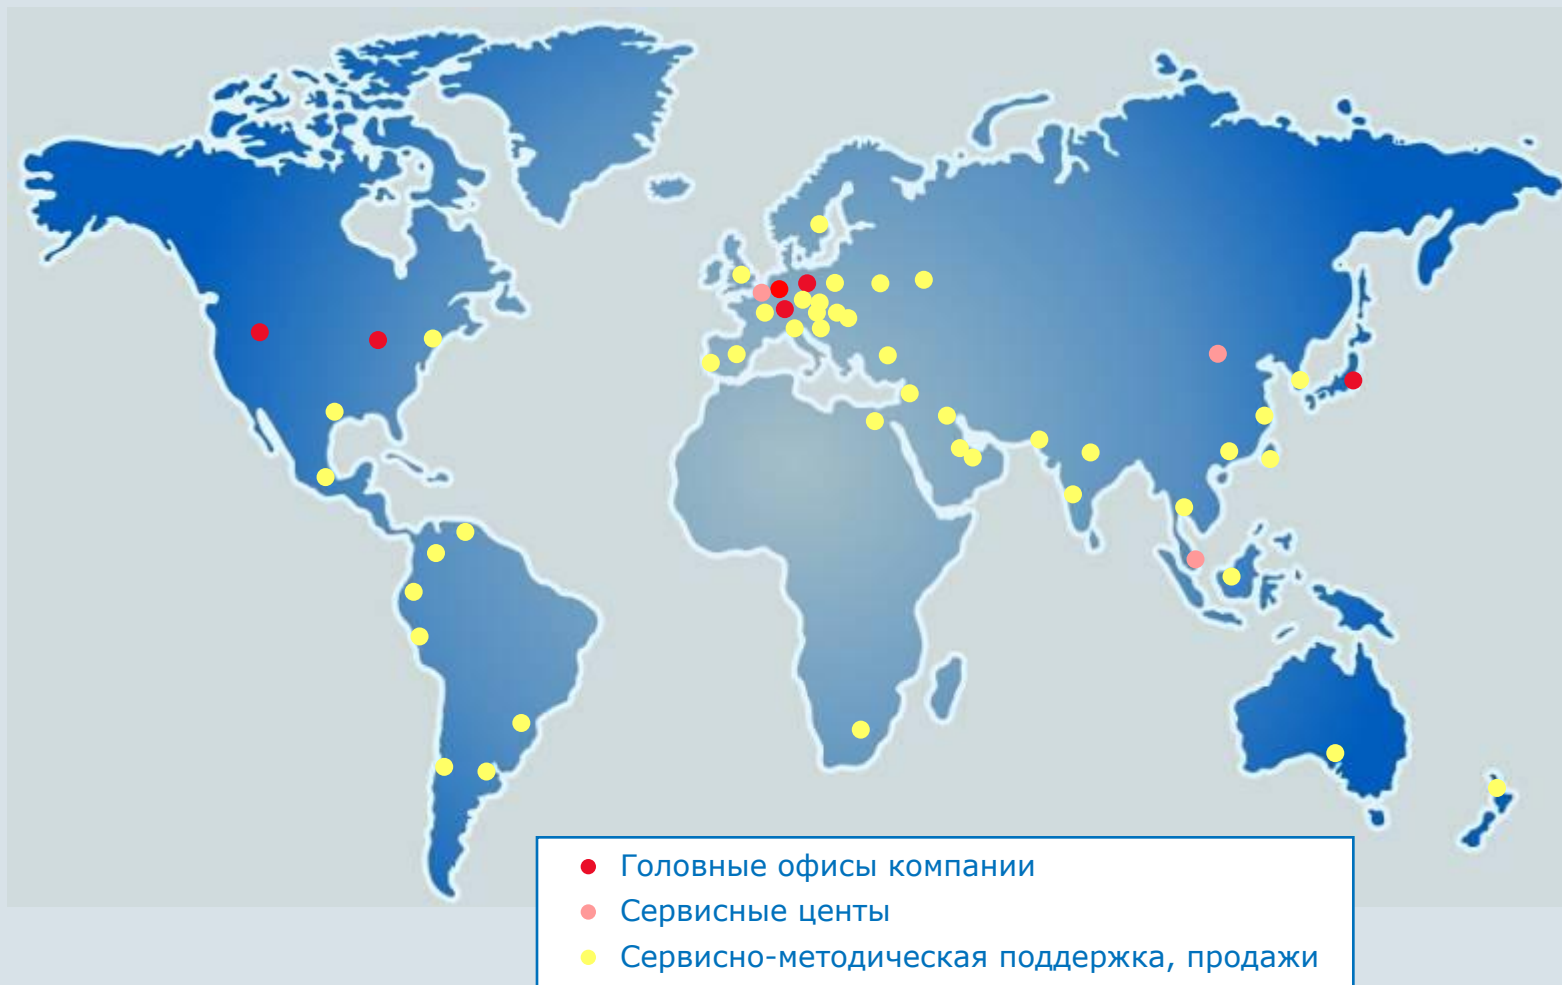 Головные офисы компании
Сервисные центы
Сервисно-методическая поддержка, продажи